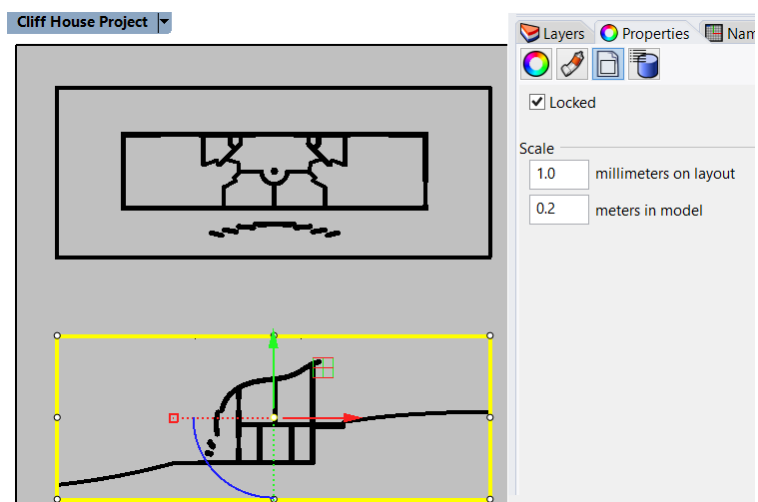 Cliff House Project
Layers Properties Nam
Locked
Scale
1.0 millimeters on layout
0.2 meters in model